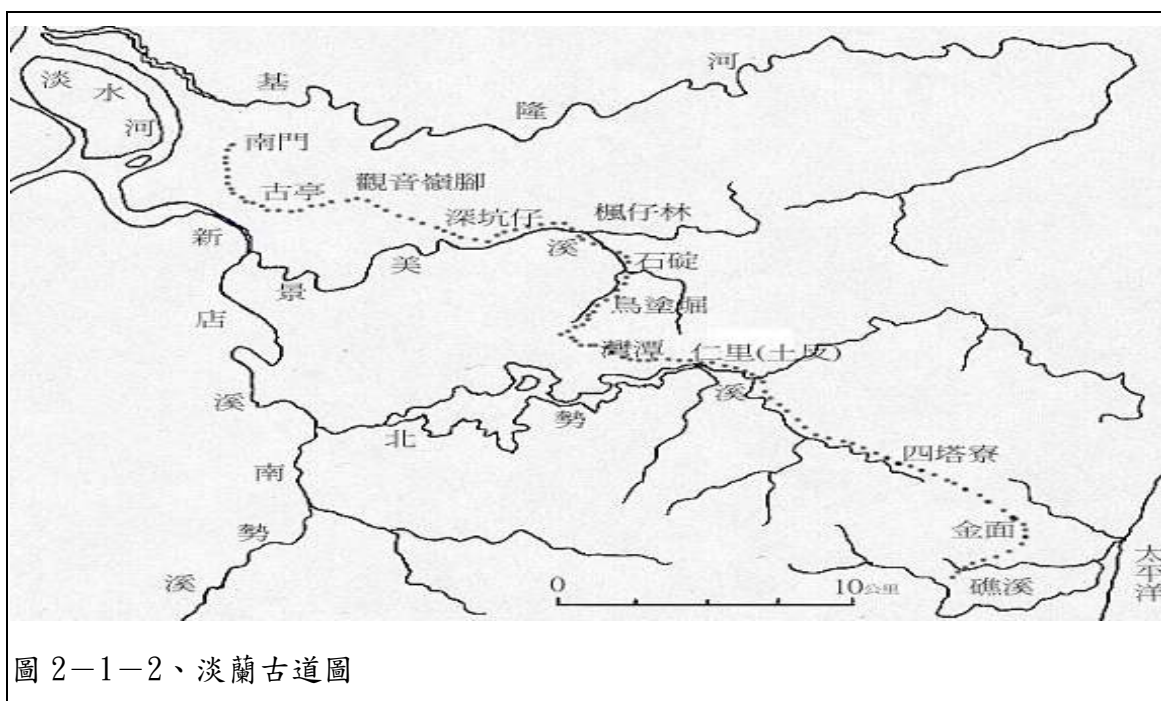 淡水河
基隆河
南門
古亭
觀音嶺腳
深坑仔
楓仔林
石碇
烏塗堀
灣潭
仁里(土皮)
四塔寮
金面
礁溪
太平洋
新店溪
景美溪
北勢溪
南勢溪
0
10公里
圖 2－1－2、淡蘭古道圖